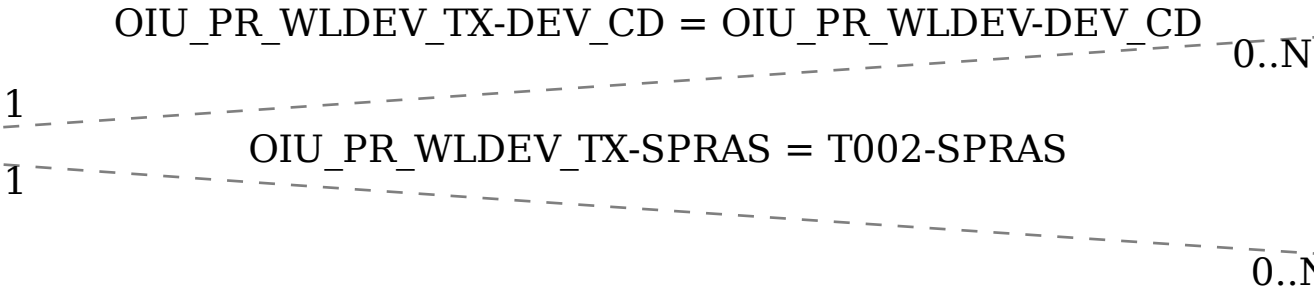 OIU_PR_WLDEV_TX-DEV_CD = OIU_PR_WLDEV-DEV_CD
0..N
1
OIU_PR_WLDEV_TX-SPRAS = T002-SPRAS
1
0..N